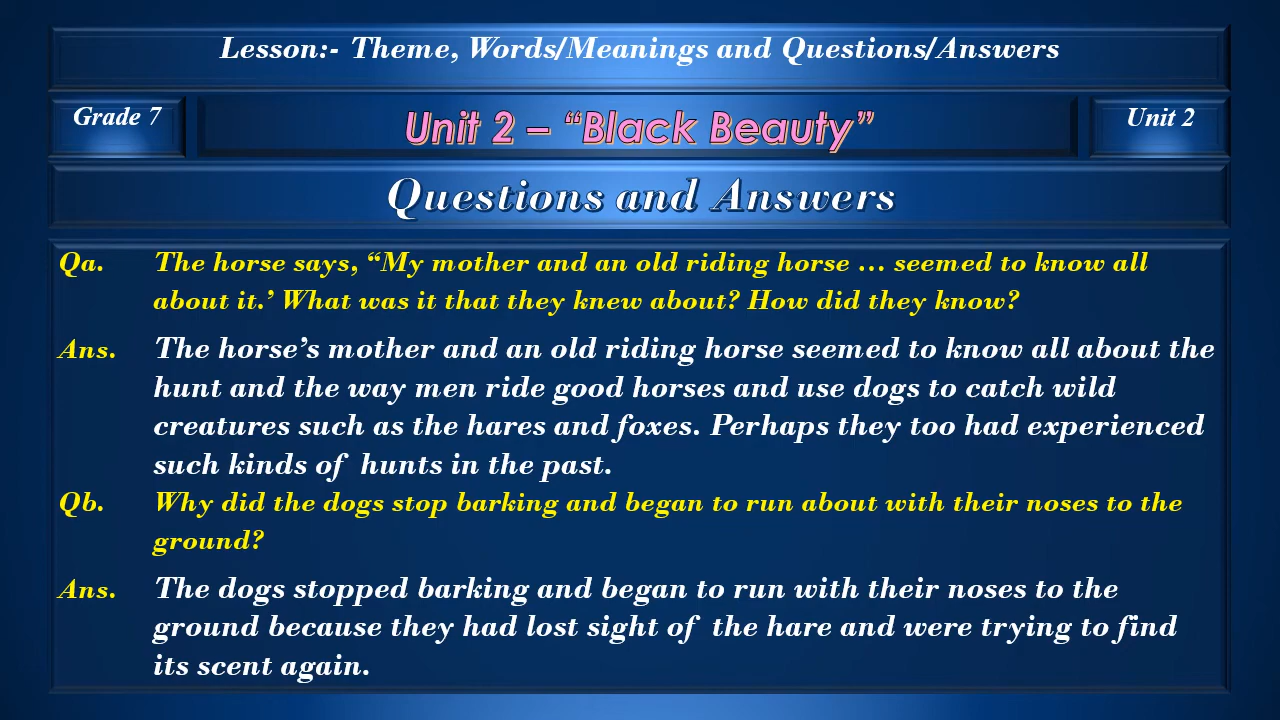 Lesson:- Theme, Words/Meanings and Questions/Answers
Grade 7
Unit 2 – “Black Beauty”
Unit 2
Questions and Answers
Qa. The horse says, “My mother and an old riding horse ... seemed to know all
about it.’ What was it that they knew about? How did they know?
Ans. The horse’s mother and an old riding horse seemed to know all about the
hunt and the way men ride good horses and use dogs to catch wild
creatures such as the hares and foxes. Perhaps they too had experienced
such kinds of hunts in the past.
Qb. Why did the dogs stop barking and began to run about with their noses to the
ground?
Ans. The dogs stopped barking and began to run with their noses to the
ground because they had lost sight of the hare and were trying to find
its scent again.